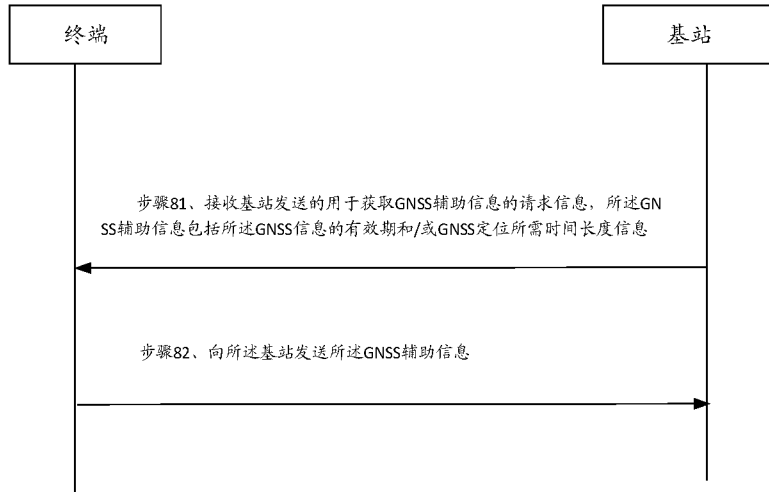 终端
基站
步骤81、接收基站发送的用于获取GNSS辅助信息的请求信息，所述GN
SS辅助信息包括所述GNSS信息的有效期和/或GNSS定位所需时间长度信息
步骤82、向所述基站发送所述GNSS辅助信息